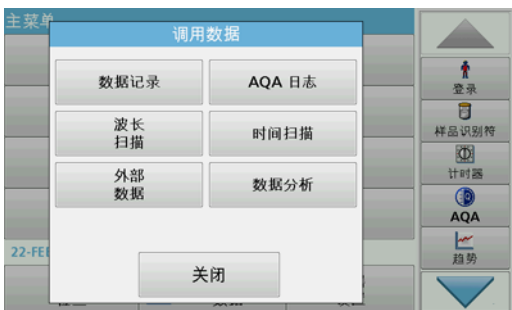 主菜单
调用数据
数据记录
AQA 日志
波长
扫描
时间扫描
外部
数据
数据分析
关闭
22-FE
登录
样品识别符
计时器
AQA
趋势